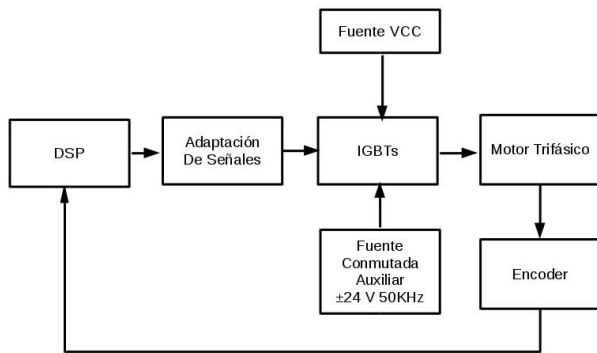 Fuente VCC
DSP
Adaptación
De Señales
IGBTs
Motor Trifásico
Fuente
Conmutada
Auxiliar
±24 V 50KHz
Encoder